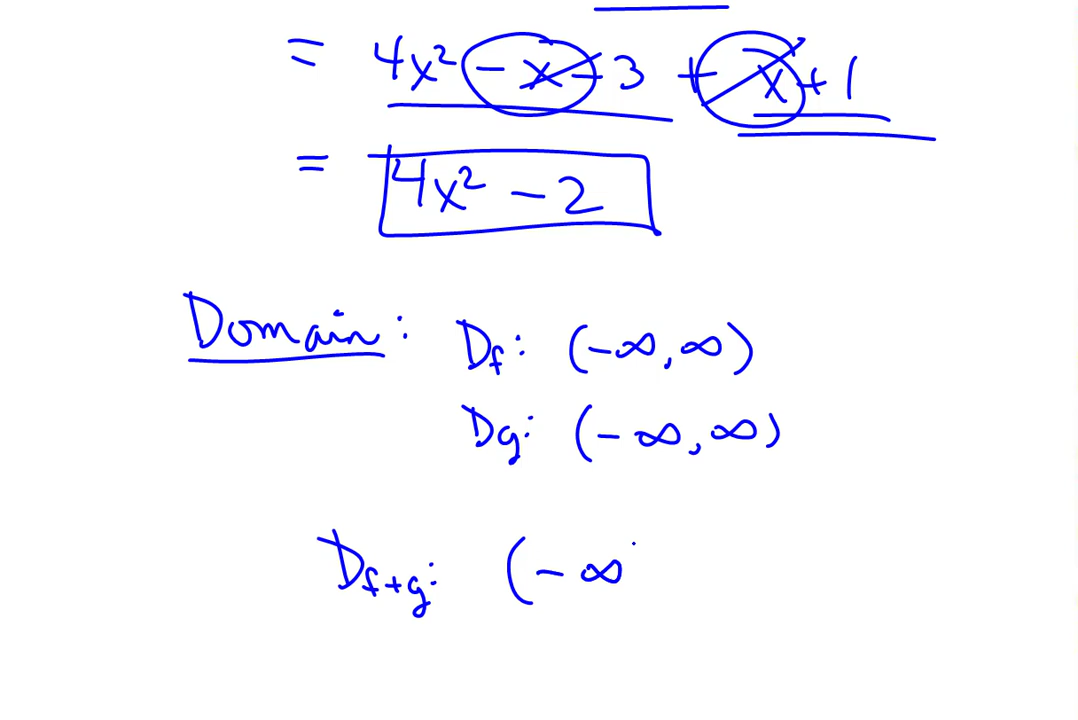 = 4x² - x - 3 + x + 1
= 4x² - 2
Domain: Df: (-∞, ∞)
Dg: (-∞, ∞)
Df+g: (-∞